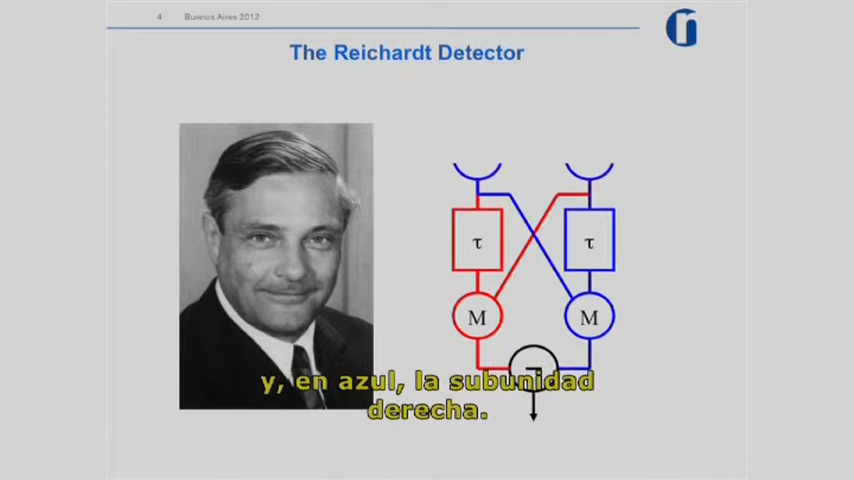 4 Buenos Aires 2012
The Reichardt Detector
τ τ
M M
y, en azul, la subunidad
derecha.